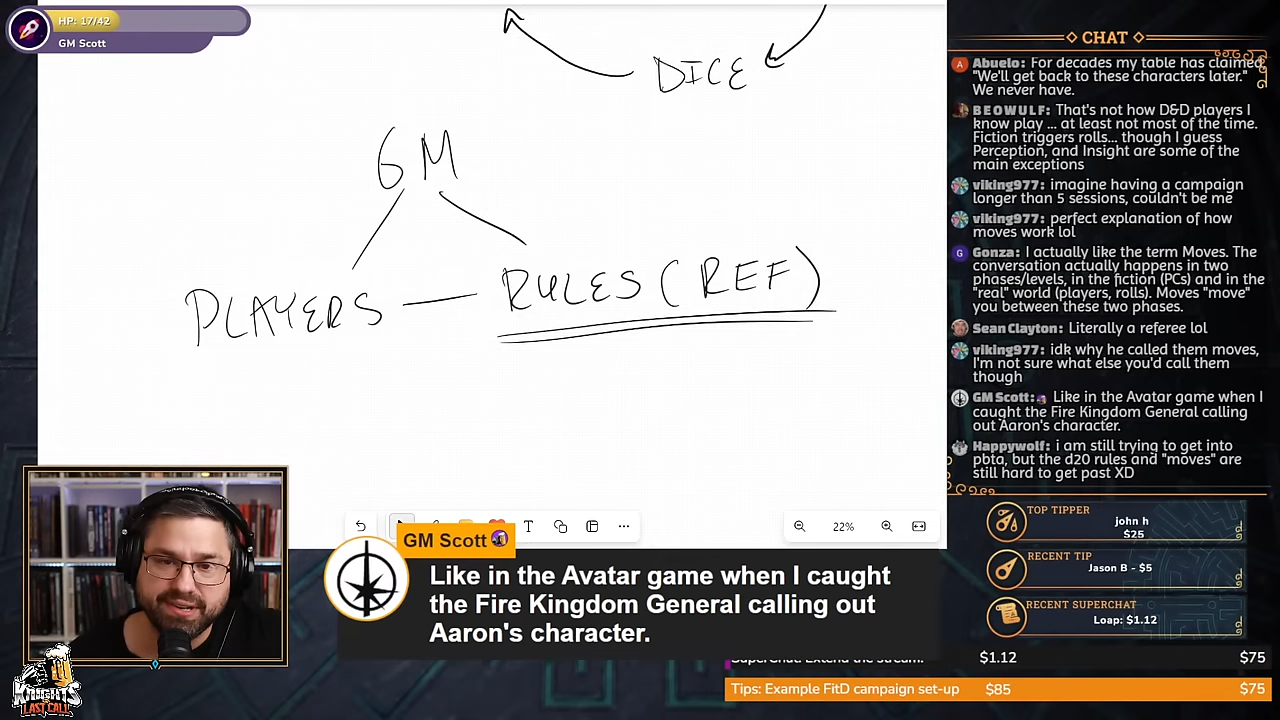 HP: 17/42
GM Scott
DICE
GM
PLAYERS
RULES (REF)
CHAT
Abuelo: For decades my table has claimed
"We'll get back to these characters later."
We never have.
BEOWULF: That's not how D&D players I
know play ... at least not most of the time.
Fiction triggers rolls... though I guess
Perception, and Insight are some of the
main exceptions
viking977: imagine having a campaign
longer than 5 sessions, couldn't be
me
viking977: perfect explanation of how
moves work lol
Gonza: I actually like the term Moves. The
conversation actually happens in two
phases/levels, in the fiction (PCs) and in the
"real" world (players, rolls). Moves "move"
you between these two phases.
Sean Clayton: Literally a referee lol
viking977: idk why he called them moves,
I'm not sure what else you'd call them
though
GM Scott: Like in the Avatar game when I
caught the Fire Kingdom General calling
out Aaron's character.
Happywolf: i am still trying to get into
pbta, but the d20 rules and "moves" are
still hard to get past XD
T
22%
GM Scott
Like in the Avatar game when I caught
the Fire Kingdom General calling out
Aaron's character.
TOP TIPPER
john h
$25
RECENT TIP
Jason B - $5
RECENT SUPERCHAT
Loap: $1.12
SuperChat: Extend the stream! $1.12 $75
Tips: Example FitD campaign set-up $85 $75
KNIGHTS
LAST CALL